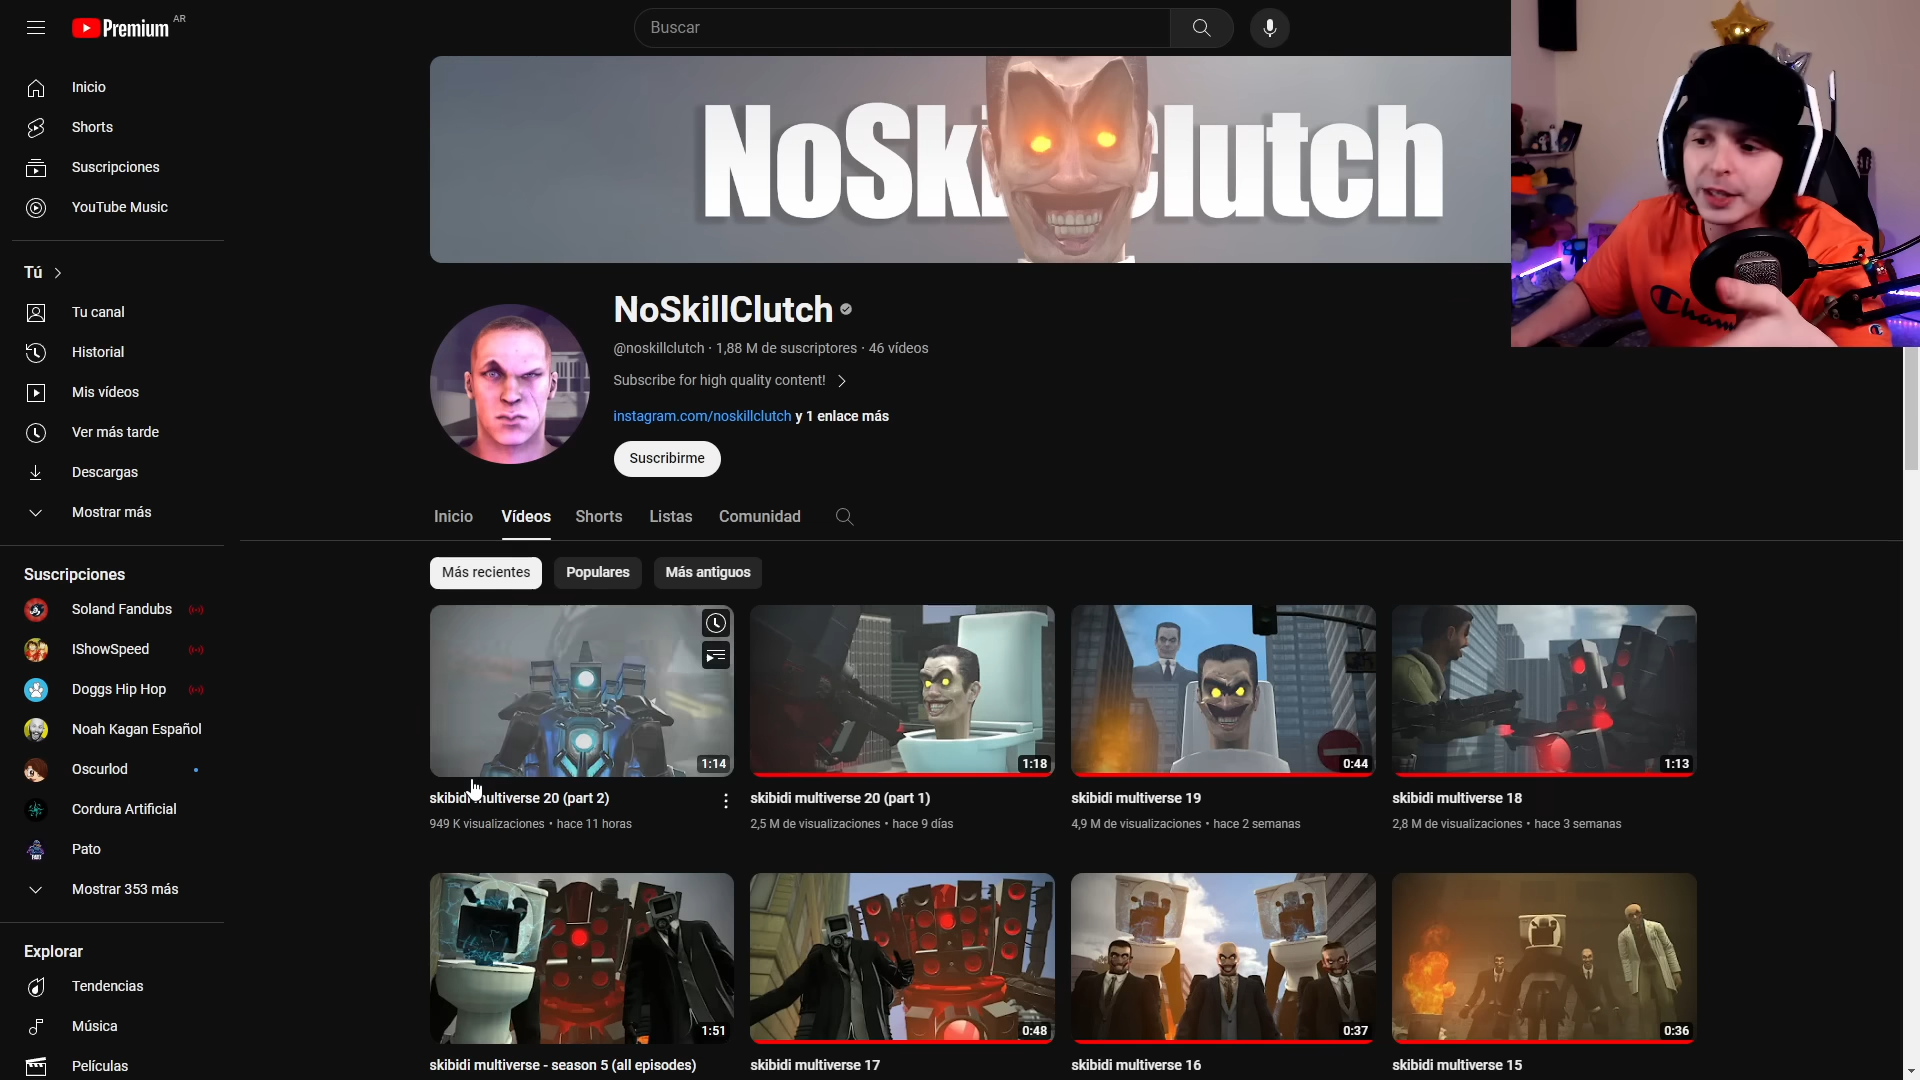 Premium AR
Buscar
Inicio
Shorts
Suscripciones
YouTube Music
Tú
Tu canal
Historial
Mis vídeos
Ver más tarde
Descargas
Mostrar más
Suscripciones
Soland Fandubs
IShowSpeed
Doggs Hip Hop
Noah Kagan Español
Oscurlod
Cordura Artificial
Pato
Mostrar 353 más
Explorar
Tendencias
Música
Películas
NoSki Clutch
NoSkillClutch
@noskillclutch · 1,88 M de suscriptores · 46 vídeos
Subscribe for high quality content!
instagram.com/noskillclutch y 1 enlace más
Suscribirme
Inicio Vídeos Shorts Listas Comunidad
Más recientes Populares Más antiguos
1:14 1:18 0:44 1:13
skibidi multiverse 20 (part 2)
949 K visualizaciones • hace 11 horas
skibidi multiverse 20 (part 1)
2,5 M de visualizaciones • hace 9 días
skibidi multiverse 19
4,9 M de visualizaciones • hace 2 semanas
skibidi multiverse 18
2,8 M de visualizaciones • hace 3 semanas
1:51 0:48 0:37 0:36
skibidi multiverse - season 5 (all episodes)
skibidi multiverse 17
skibidi multiverse 16
skibidi multiverse 15
Cham